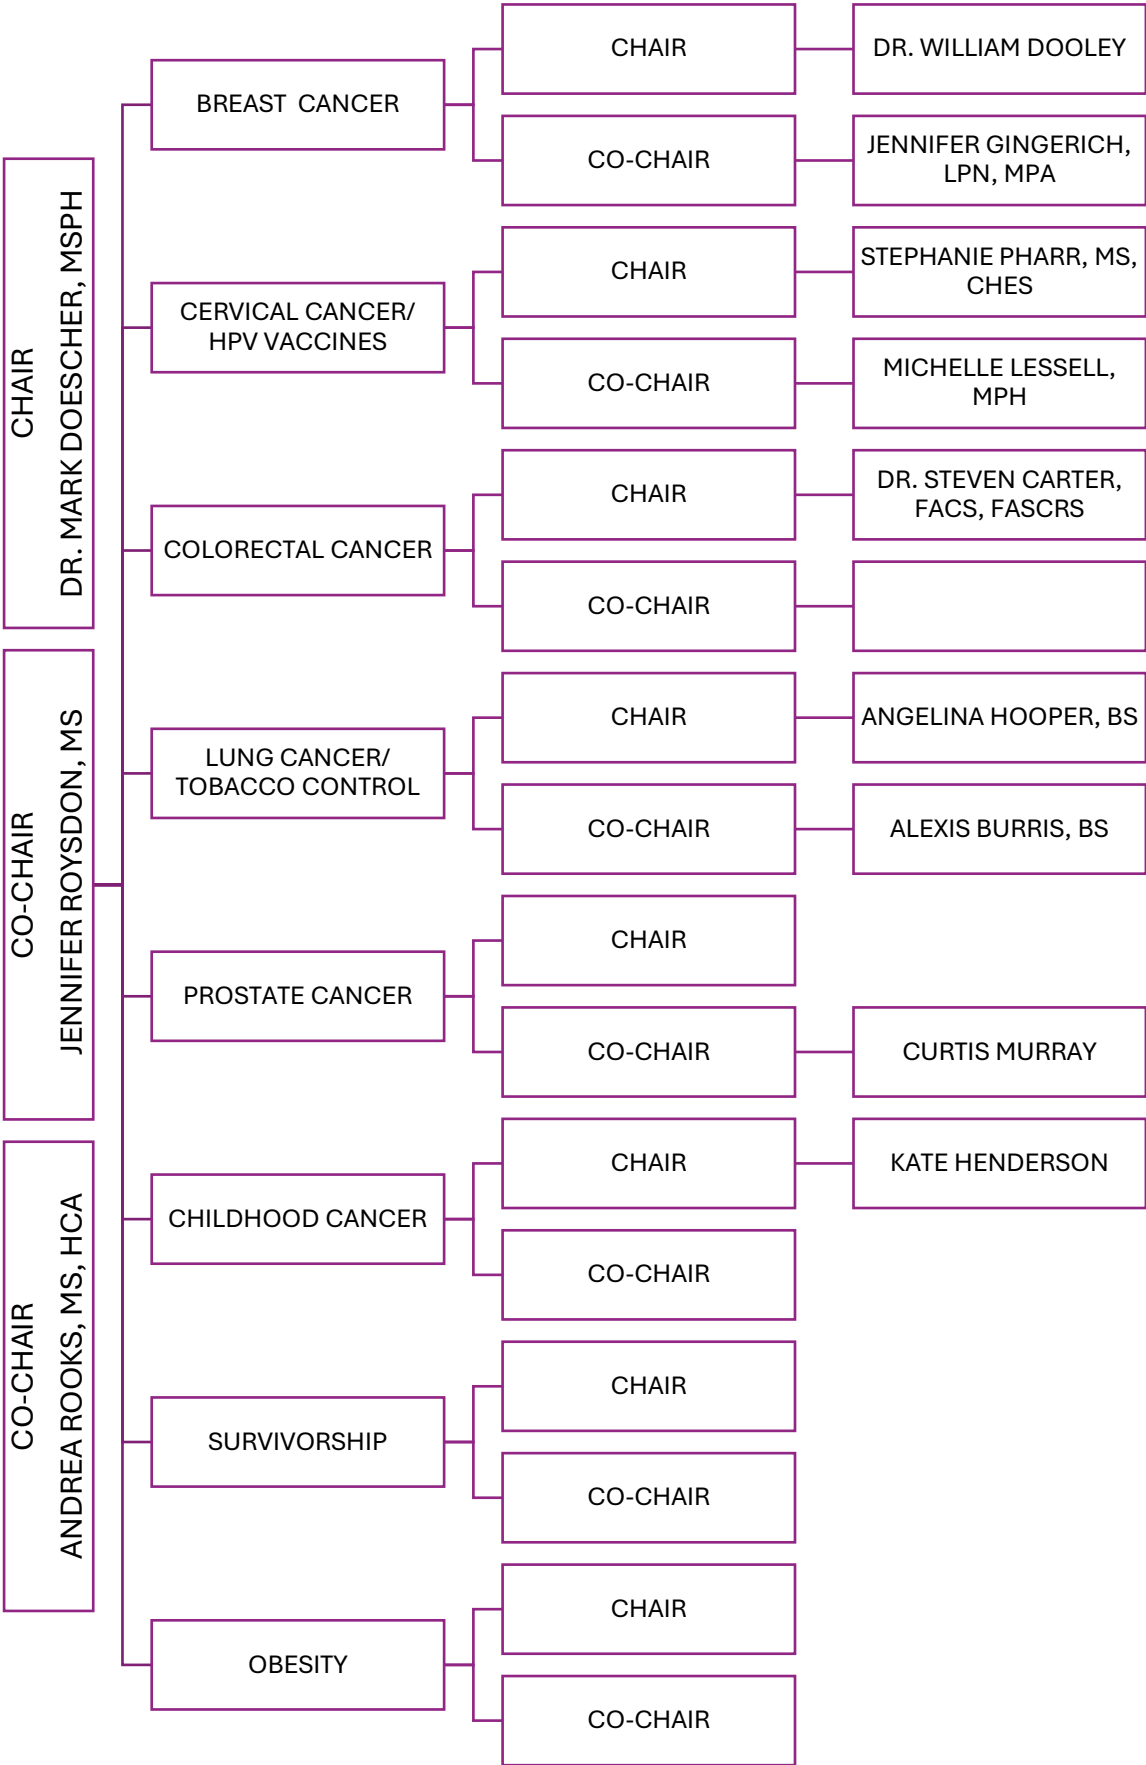 CHAIR
DR. MARK DOESCHER, MSPH
CO-CHAIR
JENNIFER ROYSDON, MS
CO-CHAIR
ANDREA ROOKS, MS, HCA
BREAST CANCER
CHAIR
DR. WILLIAM DOOLEY
CO-CHAIR
JENNIFER GINGERICH,
LPN, MPA
CERVICAL CANCER/
HPV VACCINES
CHAIR
STEPHANIE PHARR, MS,
CHES
CO-CHAIR
MICHELLE LESSELL,
MPH
COLORECTAL CANCER
CHAIR
DR. STEVEN CARTER,
FACS, FASCRS
CO-CHAIR
LUNG CANCER/
TOBACCO CONTROL
CHAIR
ANGELINA HOOPER, BS
CO-CHAIR
ALEXIS BURRIS, BS
PROSTATE CANCER
CHAIR
CO-CHAIR
CURTIS MURRAY
CHILDHOOD CANCER
CHAIR
KATE HENDERSON
CO-CHAIR
SURVIVORSHIP
CHAIR
CO-CHAIR
OBESITY
CHAIR
CO-CHAIR